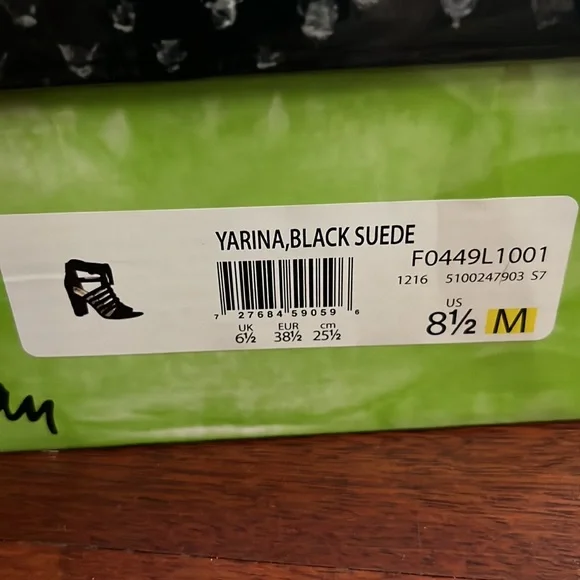 YARINA,BLACK SUEDE
F0449L1001
1216 5100247903 S7
7 27684 59059 6
UK EUR cm
6½ 38½ 25½
US
8½ M